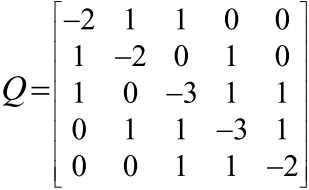 -2 1 1 0 0
1 -2 0 1 0
Q= 1 0 -3 1 1
0 1 1 -3 1
0 0 1 1 -2